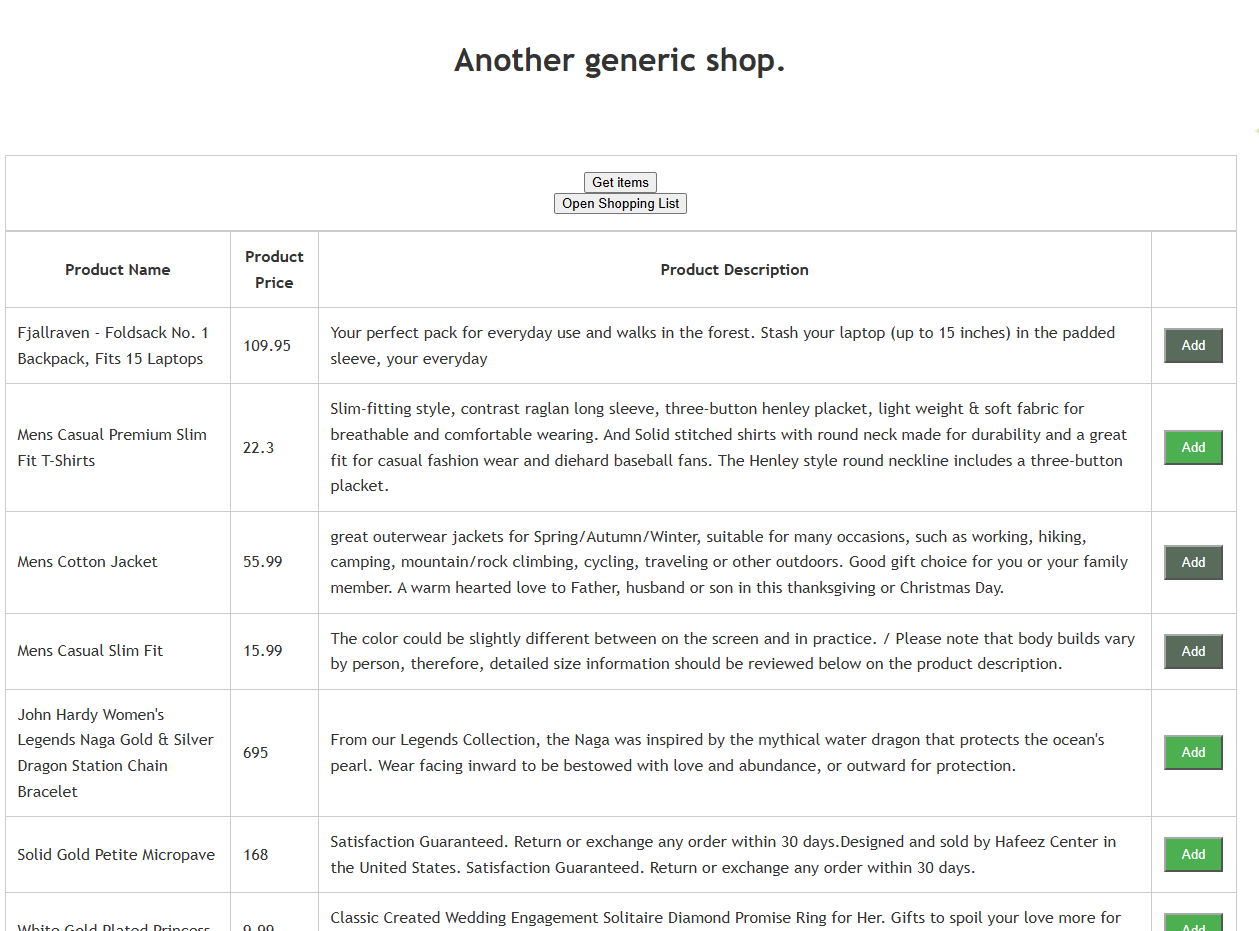 Another generic shop.
Get items
Open Shopping List
Product Name
Product
Price
Product Description
Fjallraven - Foldsack No. 1
Backpack, Fits 15 Laptops
109.95
Your perfect pack for everyday use and walks in the forest. Stash your laptop (up to 15 inches) in the padded
sleeve, your everyday
Add
Mens Casual Premium Slim
Fit T-Shirts
22.3
Slim-fitting style, contrast raglan long sleeve, three-button henley placket, light weight & soft fabric for
breathable and comfortable wearing. And Solid stitched shirts with round neck made for durability and a great
fit for casual fashion wear and diehard baseball fans. The Henley style round neckline includes a three-button
placket.
Add
Mens Cotton Jacket
55.99
great outerwear jackets for Spring/Autumn/Winter, suitable for many occasions, such as working, hiking,
camping, mountain/rock climbing, cycling, traveling or other outdoors. Good gift choice for you or your family
member. A warm hearted love to Father, husband or son in this thanksgiving or Christmas Day.
Add
Mens Casual Slim Fit
15.99
The color could be slightly different between on the screen and in practice. / Please note that body builds vary
by person, therefore, detailed size information should be reviewed below on the product description.
Add
John Hardy Women's
Legends Naga Gold & Silver
Dragon Station Chain
Bracelet
695
From our Legends Collection, the Naga was inspired by the mythical water dragon that protects the ocean's
pearl. Wear facing inward to be bestowed with love and abundance, or outward for protection.
Add
Solid Gold Petite Micropave
168
Satisfaction Guaranteed. Return or exchange any order within 30 days.Designed and sold by Hafeez Center in
the United States. Satisfaction Guaranteed. Return or exchange any order within 30 days.
Add
White Gold Plated Princess
9.99
Classic Created Wedding Engagement Solitaire Diamond Promise Ring for Her. Gifts to spoil your love more for
Add